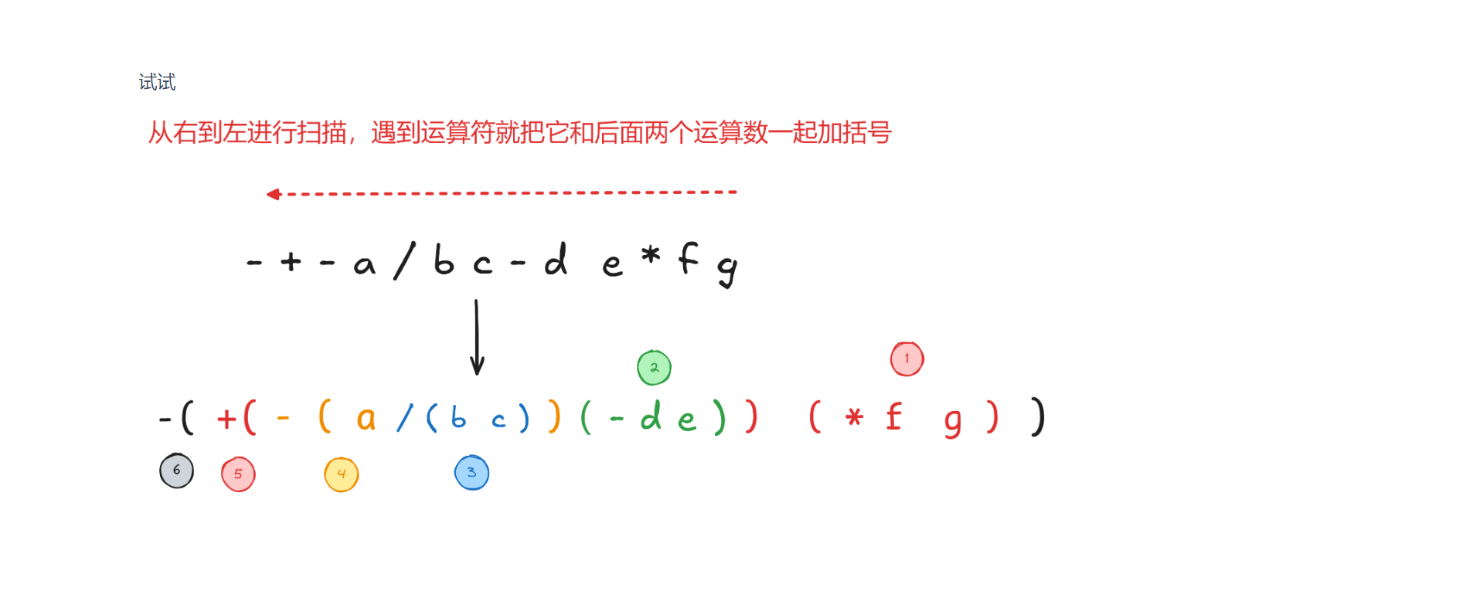 试试
从右到左进行扫描，遇到运算符就把它和后面两个运算数一起加括号
- + - a / b c - d e * f g
1
2
- ( + ( - ( a / ( b c ) ) ( - d e ) ) ( * f g ) )
6 5 4 3